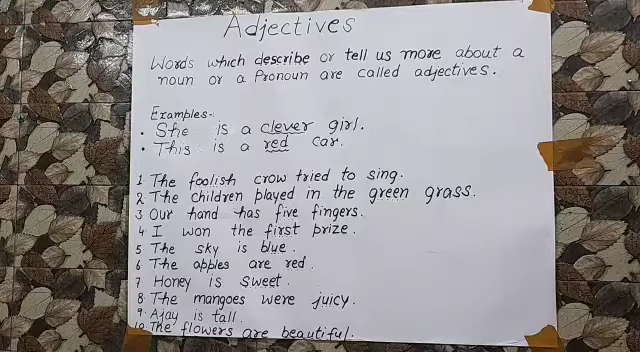 Adjectives
Words which describe or tell us more about a
noun or a Pronoun are called adjectives.
Examples:-
• She is a clever girl.
• This is a red car.
1 The foolish crow tried to sing.
2 The children played in the green grass.
3 Our hand has five fingers.
4 I won the first prize.
5 The sky is blue.
6 The apples are red.
7 Honey is sweet.
8 The mangoes were juicy.
9. Ajay is tall.
10. The flowers are beautiful.